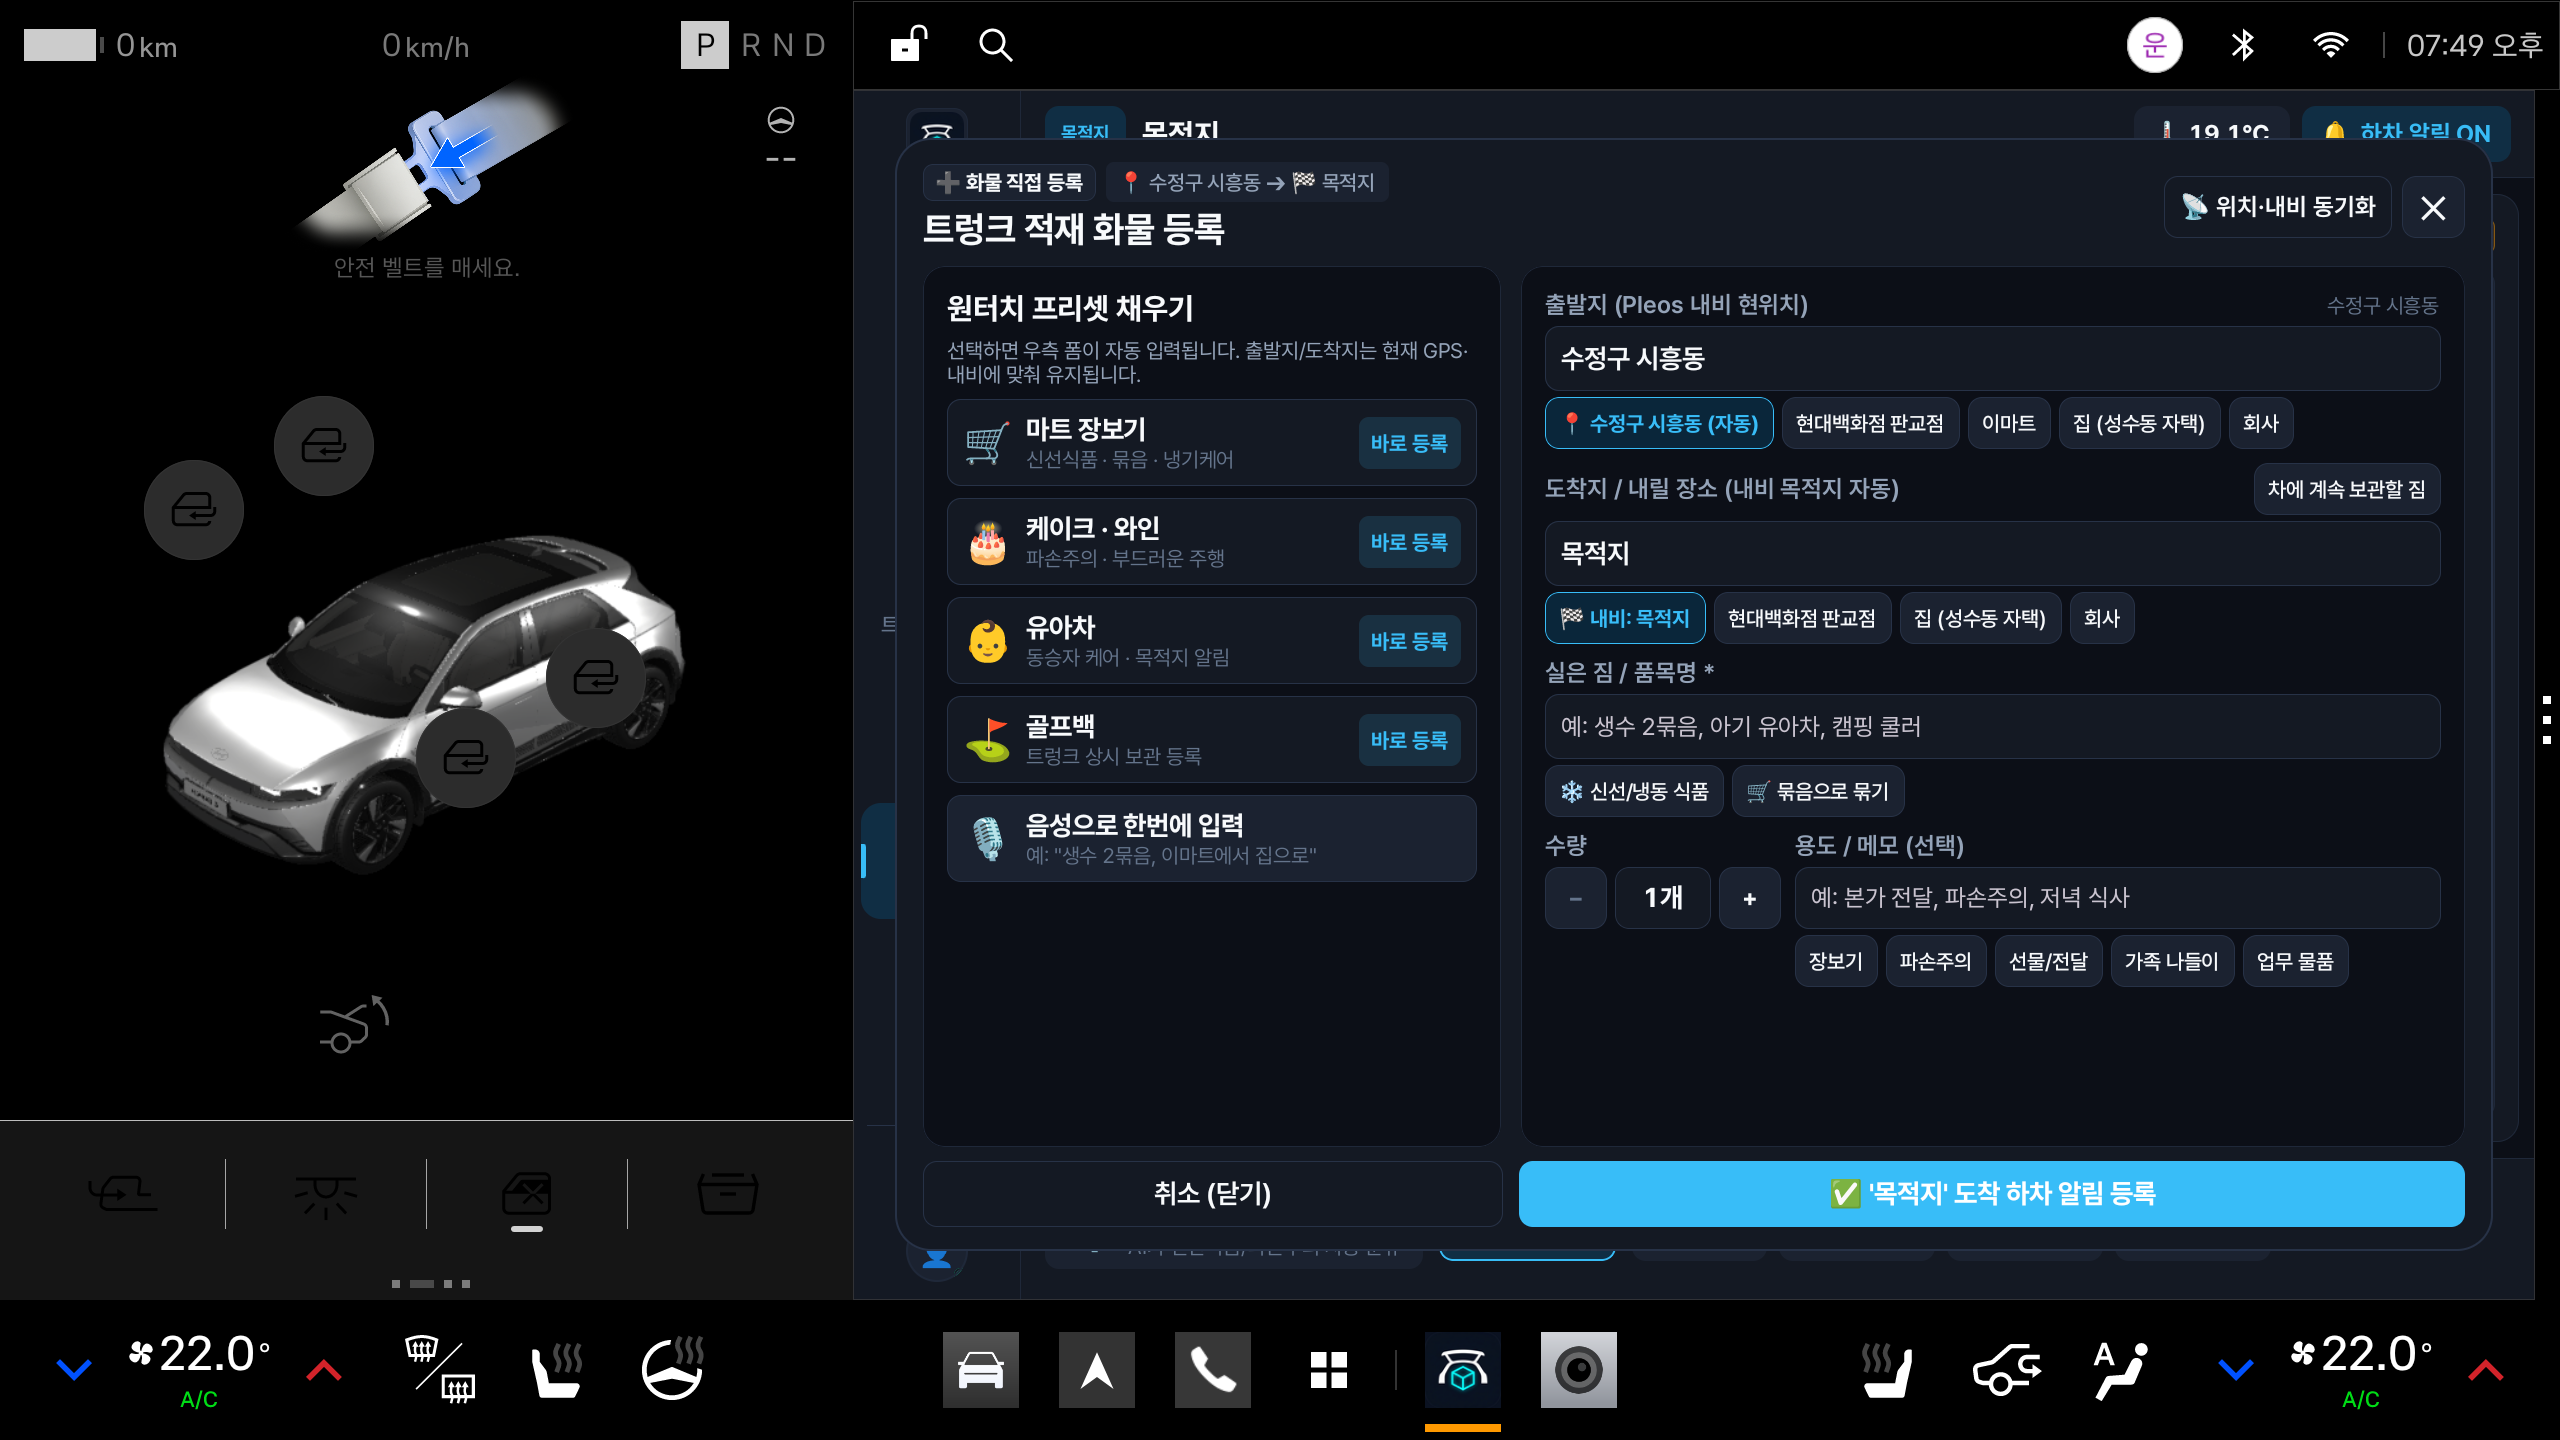 0 km
0 km/h
P R N D
07:49 오후
운
안전 벨트를 매세요.
--
목적지
목적지
19.1°C
하차 알림 ON
➕ 화물 직접 등록
수정구 시흥동 → 🏁 목적지
트렁크 적재 화물 등록
위치·내비 동기화
원터치 프리셋 채우기
선택하면 우측 폼이 자동 입력됩니다. 출발지/도착지는 현재 GPS·
내비에 맞춰 유지됩니다.
마트 장보기
신선식품 · 묶음 · 냉기케어
바로 등록
케이크 · 와인
파손주의 · 부드러운 주행
바로 등록
유아차
동승자 케어 · 목적지 알림
바로 등록
골프백
트렁크 상시 보관 등록
바로 등록
음성으로 한번에 입력
예: "생수 2묶음, 이마트에서 집으로"
출발지 (Pleos 내비 현위치)
수정구 시흥동
수정구 시흥동
수정구 시흥동 (자동)
현대백화점 판교점
이마트
집 (성수동 자택)
회사
도착지 / 내릴 장소 (내비 목적지 자동)
차에 계속 보관할 짐
목적지
내비: 목적지
현대백화점 판교점
집 (성수동 자택)
회사
실은 짐 / 품목명 *
예: 생수 2묶음, 아기 유아차, 캠핑 쿨러
신선/냉동 식품
묶음으로 묶기
수량
용도 / 메모 (선택)
− 1개 +
예: 본가 전달, 파손주의, 저녁 식사
장보기
파손주의
선물/전달
가족 나들이
업무 물품
취소 (닫기)
✅ '목적지' 도착 하차 알림 등록
22.0°
A/C
A
22.0°
A/C